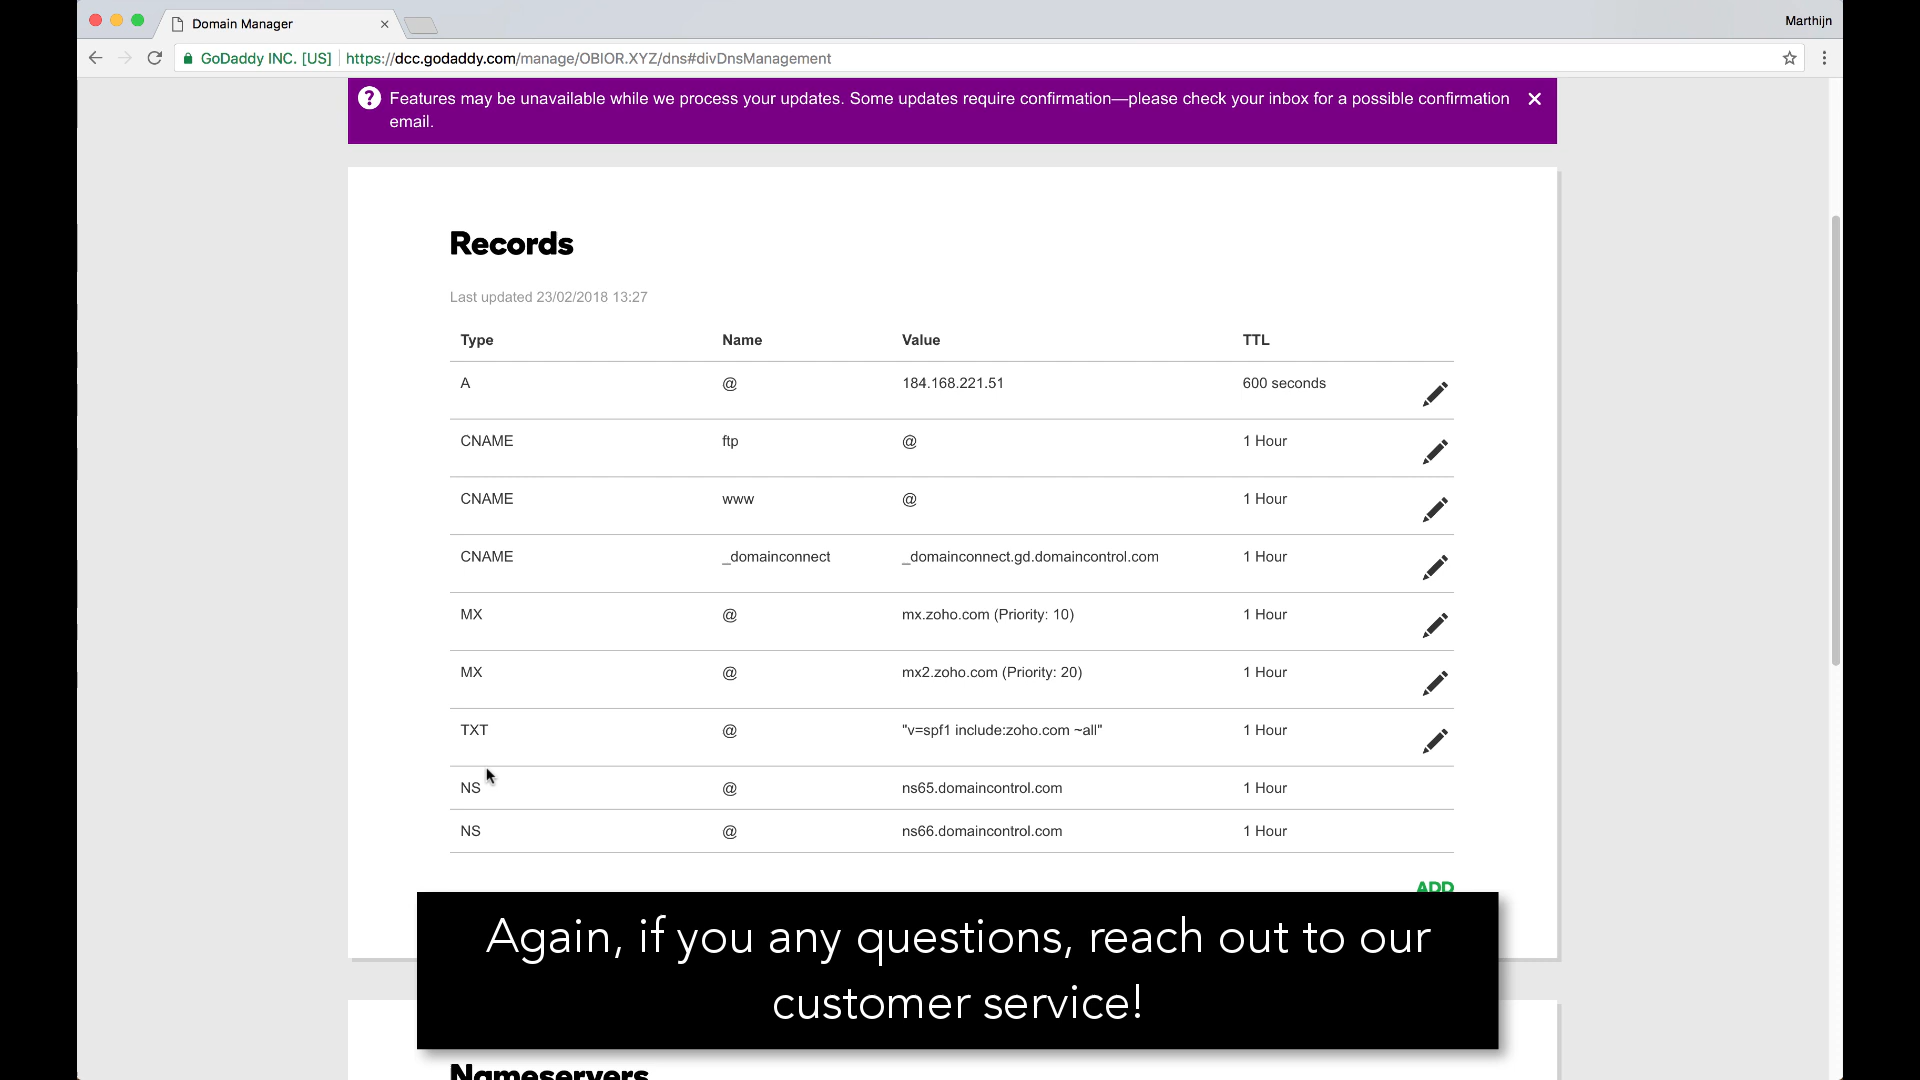 Domain Manager
Marthijn
GoDaddy INC. [US] https://dcc.godaddy.com/manage/OBIOR.XYZ/dns#divDnsManagement
Features may be unavailable while we process your updates. Some updates require confirmation—please check your inbox for a possible confirmation
email.
Records
Last updated 23/02/2018 13:27
Type Name Value TTL
A @ 184.168.221.51 600 seconds
CNAME ftp @ 1 Hour
CNAME www @ 1 Hour
CNAME _domainconnect _domainconnect.gd.domaincontrol.com 1 Hour
MX @ mx.zoho.com (Priority: 10) 1 Hour
MX @ mx2.zoho.com (Priority: 20) 1 Hour
TXT @ "v=spf1 include:zoho.com ~all" 1 Hour
NS @ ns65.domaincontrol.com 1 Hour
NS @ ns66.domaincontrol.com 1 Hour
ADD
Again, if you any questions, reach out to our
customer service!
Nameservers